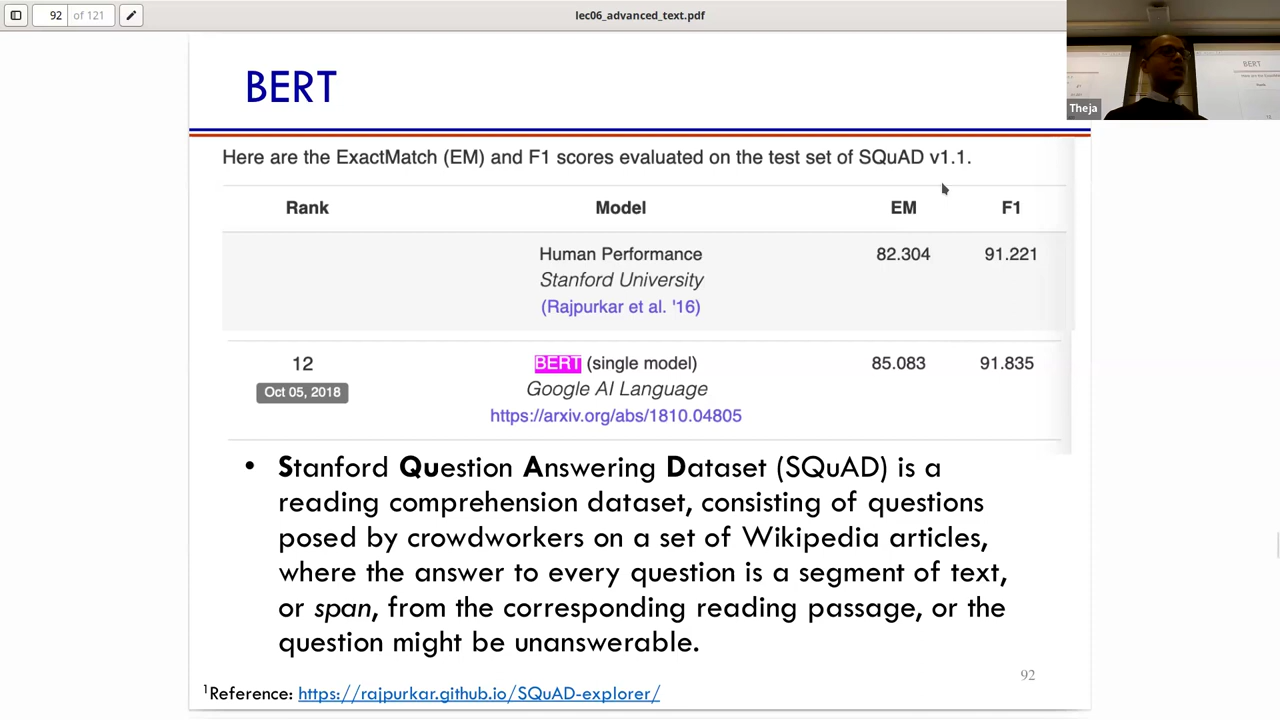 92 of 121
lec06_advanced_text.pdf
Theja
BERT
Here are the ExactMatch (EM) and F1 scores evaluated on the test set of SQuAD v1.1.
Rank Model EM F1
Human Performance 82.304 91.221
Stanford University
(Rajpurkar et al. '16)
12 BERT (single model) 85.083 91.835
Oct 05, 2018 Google AI Language
https://arxiv.org/abs/1810.04805
• Stanford Question Answering Dataset (SQuAD) is a
reading comprehension dataset, consisting of questions
posed by crowdworkers on a set of Wikipedia articles,
where the answer to every question is a segment of text,
or span, from the corresponding reading passage, or the
question might be unanswerable.
92
1Reference: https://rajpurkar.github.io/SQuAD-explorer/